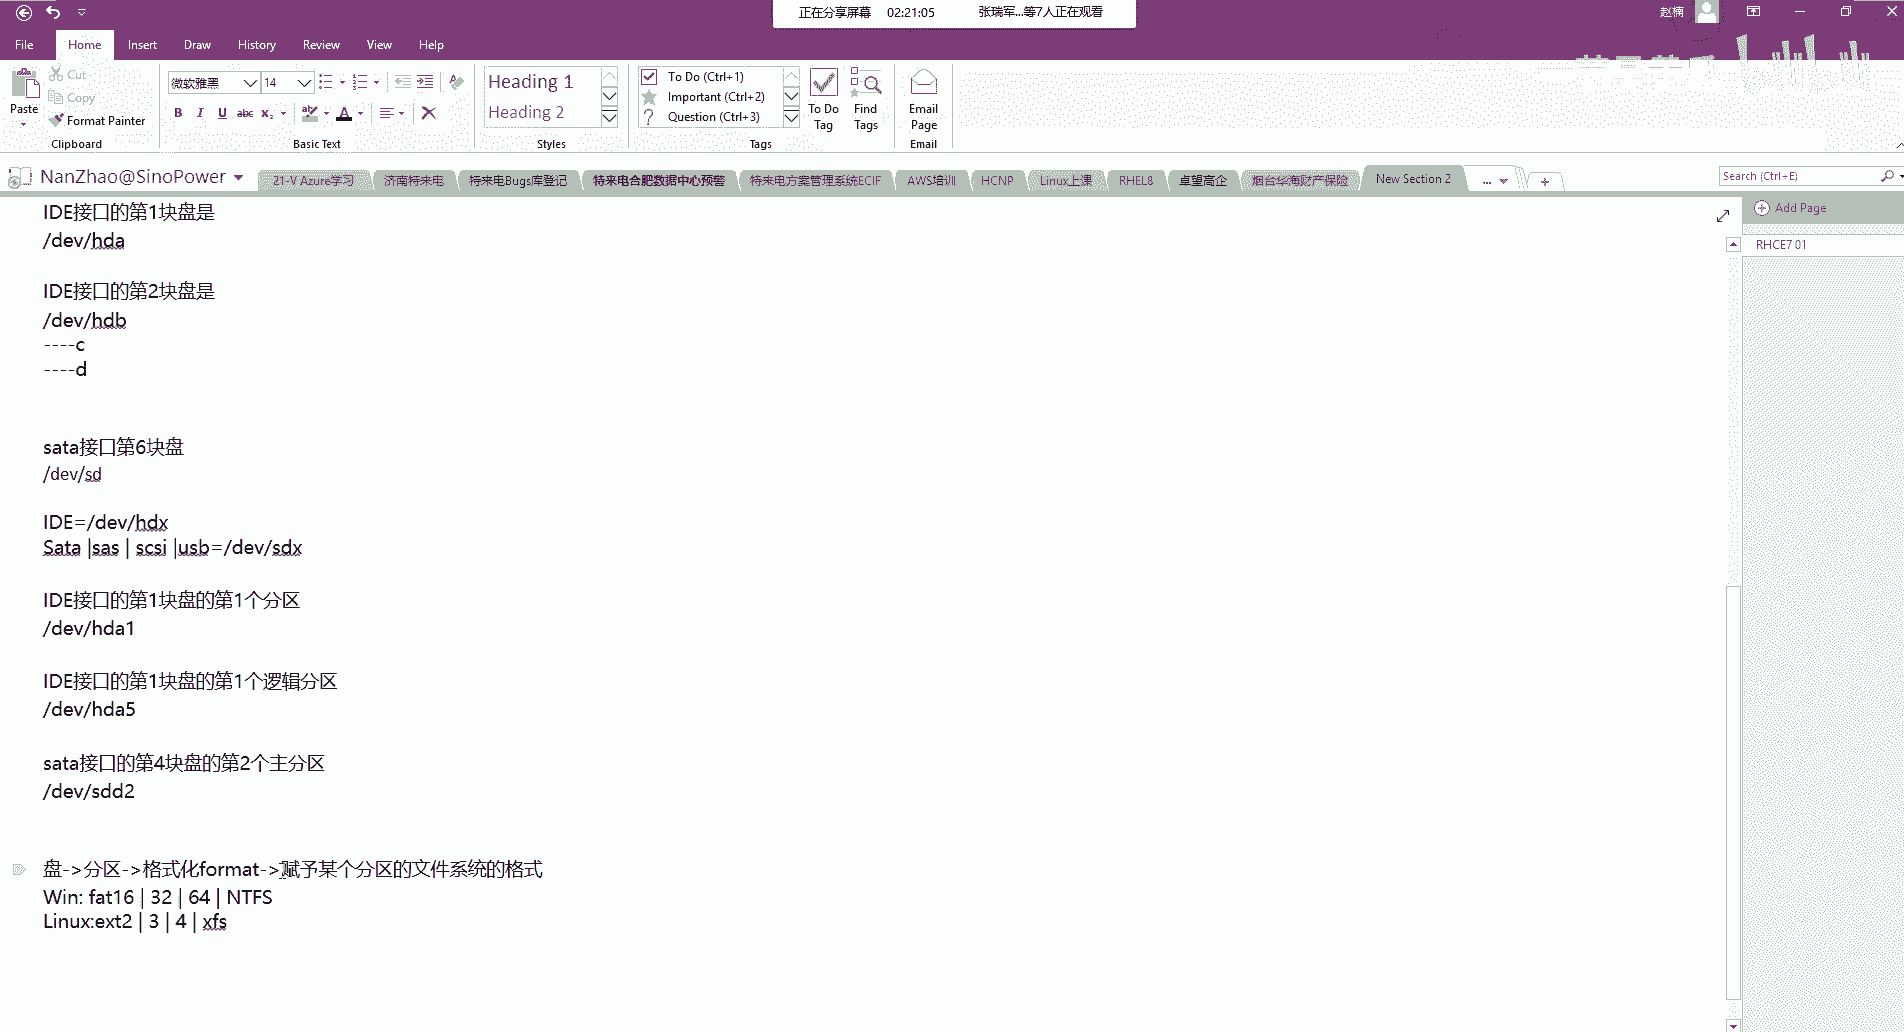 正在分享屏幕 02:21:05 张瑞军...等7人正在观看
赵楠
File Home Insert Draw History Review View Help
Paste
Cut
Copy
Format Painter
Clipboard
微软雅黑 14
B I U abc x₂ A
Basic Text
Heading 1
Heading 2
Styles
To Do (Ctrl+1)
Important (Ctrl+2)
Question (Ctrl+3)
To Do Tag
Find Tags
Tags
Email Page
Email
NanZhao@SinoPower
21-V Azure学习 济南特来电 特来电Bugs库登记 特来电合肥数据中心预警 特来电方案管理系统ECIF AWS培训 HCNP Linux上课 RHEL8 卓望高企 烟台华海财产保险 New Section 2 ...
Search (Ctrl+E)
Add Page
RHCE7 01
IDE接口的第1块盘是
/dev/hda
IDE接口的第2块盘是
/dev/hdb
----c
----d
sata接口第6块盘
/dev/sd
IDE=/dev/hdx
Sata |sas | scsi |usb=/dev/sdx
IDE接口的第1块盘的第1个分区
/dev/hda1
IDE接口的第1块盘的第1个逻辑分区
/dev/hda5
sata接口的第4块盘的第2个主分区
/dev/sdd2
盘->分区->格式化format->赋予某个分区的文件系统的格式
Win: fat16 | 32 | 64 | NTFS
Linux:ext2 | 3 | 4 | xfs